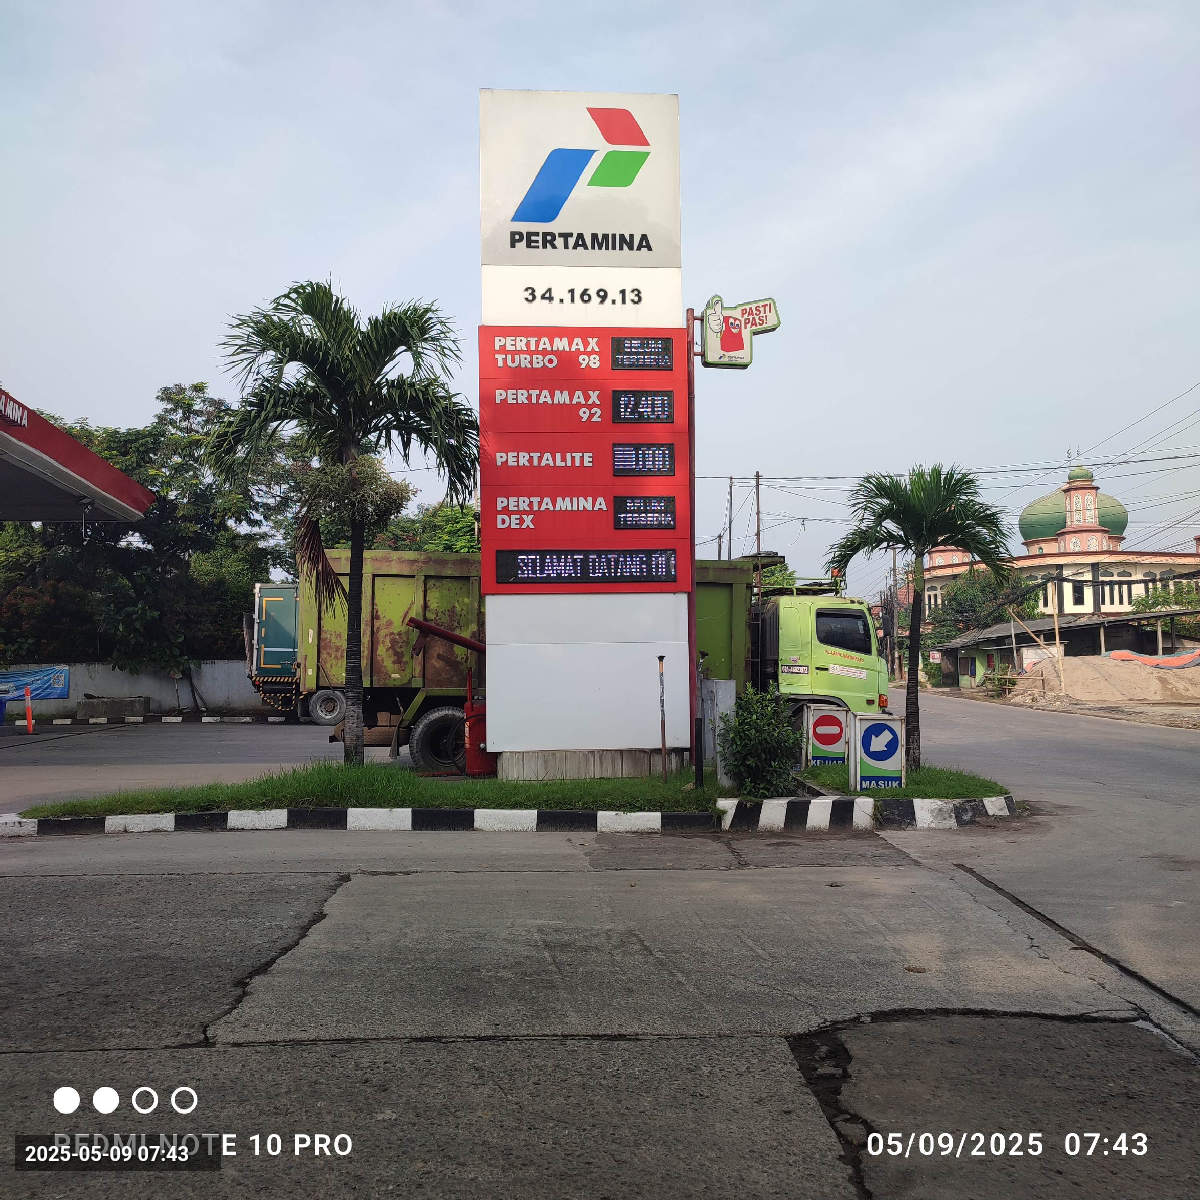 PERTAMINA
34.169.13
PASTI
PAS!
PERTAMAX
TURBO 98
BELUM
TERSEDIA
PERTAMAX
92
12.400
PERTALITE
PERTAMINA
DEX
BELUM
TERSEDIA
SELAMAT DATANG DI
KELUAR
MASUK
REDMI NOTE 10 PRO
2025-05-09 07:43
05/09/2025 07:43